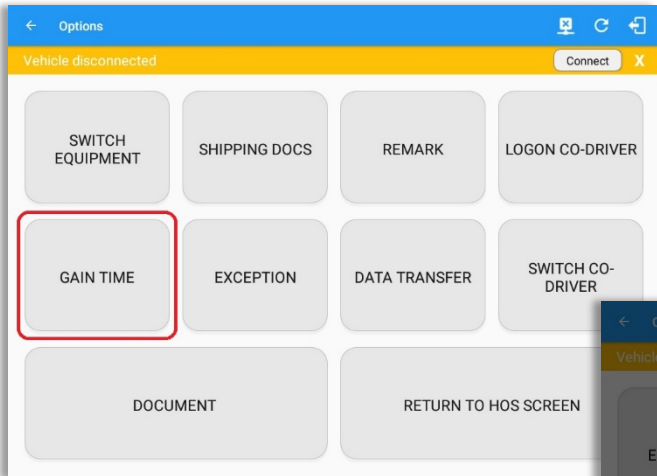 Options
Vehicle disconnected
Connect X
SWITCH
EQUIPMENT
SHIPPING DOCS
REMARK
LOGON CO-DRIVER
GAIN TIME
EXCEPTION
DATA TRANSFER
SWITCH CO-
DRIVER
DOCUMENT
RETURN TO HOS SCREEN
Vehicle
E